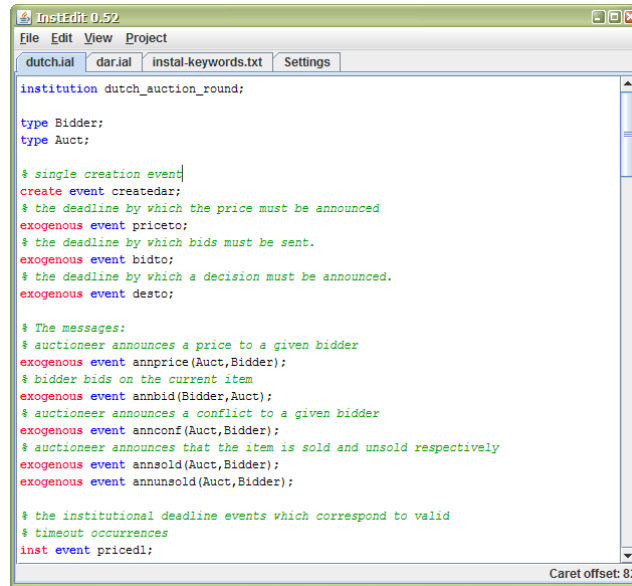 InstEdit 0.52
File Edit View Project
dutch.ial dar.ial instal-keywords.txt Settings
institution dutch_auction_round;
type Bidder;
type Auct;
% single creation event
create event createdar;
% the deadline by which the price must be announced
exogenous event priceto;
% the deadline by which bids must be sent.
exogenous event bidto;
% the deadline by which a decision must be announced.
exogenous event desto;
% The messages:
% auctioneer announces a price to a given bidder
exogenous event annprice(Auct,Bidder);
% bidder bids on the current item
exogenous event annbid(Bidder,Auct);
% auctioneer announces a conflict to a given bidder
exogenous event annconf(Auct,Bidder);
% auctioneer announces that the item is sold and unsold respectively
exogenous event annsold(Auct,Bidder);
exogenous event annunsold(Auct,Bidder);
% the institutional deadline events which correspond to valid
% timeout occurrences
inst event pricedl;
Caret offset: